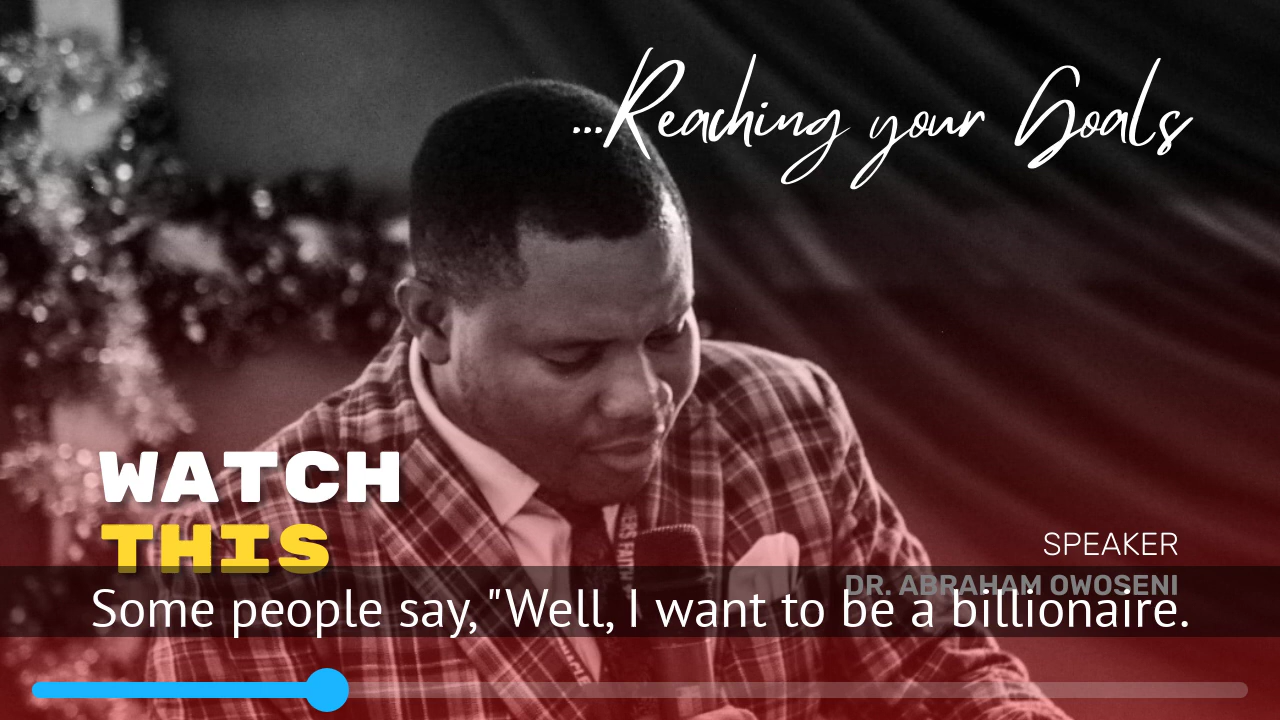 ...Reaching your Goals
WATCH
THIS
SPEAKER
DR. ABRAHAM OWOSENI
Some people say, "Well, I want to be a billionaire.